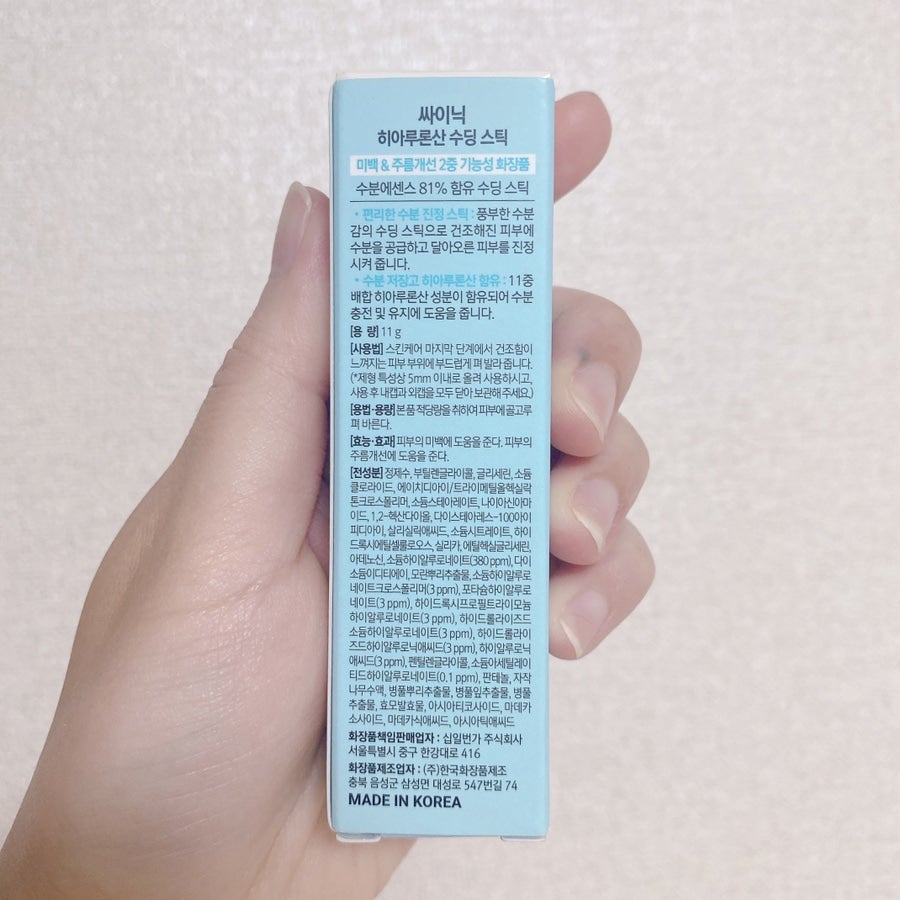 싸이닉
히아루론산 수딩 스틱
미백 & 주름개선 2중 기능성 화장품
수분에센스 81% 함유 수딩 스틱
• 편리한 수분 진정 스틱 : 풍부한 수분
감의 수딩 스틱으로 건조해진 피부에
수분을 공급하고 달아오른 피부를 진정
시켜 줍니다.
• 수분 저장고 히아루론산 함유 : 11중
배합 히아루론산 성분이 함유되어 수분
충전 및 유지에 도움을 줍니다.
[용 량] 11 g
[사용법] 스킨케어 마지막 단계에서 건조함이
느껴지는 피부 부위에 부드럽게 펴 발라 줍니다.
(*제형 특성상 5mm 이내로 올려 사용하시고,
사용 후 내캡과 외캡을 모두 닫아 보관해 주세요.)
[용법·용량] 본품 적당량을 취하여 피부에 골고루
펴 바른다.
[효능·효과] 피부의 미백에 도움을 준다. 피부의
주름개선에 도움을 준다.
[전성분] 정제수, 부틸렌글라이콜, 글리세린, 소듐
클로라이드, 에이치디아이/트라이메틸올헥실락
톤크로스폴리머, 소듐스테아레이트, 나이아신아마
이드, 1,2-헥산다이올, 다이스테아레스-100아이
피디아이, 살리실릭애씨드, 소듐시트레이트, 하이
드록시에틸셀룰로오스, 실리카, 에틸헥실글리세린,
아데노신, 소듐하이알루로네이트(380 ppm), 다이
소듐이디티에이, 모란뿌리추출물, 소듐하이알루로
네이트크로스폴리머(3 ppm), 포타슘하이알루로
네이트(3 ppm), 하이드록시프로필트라이모늄
하이알루로네이트(3 ppm), 하이드롤라이즈드
소듐하이알루로네이트(3 ppm), 하이드롤라이
즈드하이알루로닉애씨드(3 ppm), 하이알루로닉
애씨드(3 ppm), 펜틸렌글라이콜, 소듐아세틸레이
티드하이알루로네이트(0.1 ppm), 판테놀, 자작
나무수액, 병풀뿌리추출물, 병풀잎추출물, 병풀
추출물, 효모발효물, 아시아티코사이드, 마데카
소사이드, 마데카식애씨드, 아시아틱애씨드
화장품책임판매업자 : 십일번가 주식회사
서울특별시 중구 한강대로 416
화장품제조업자 : (주)한국화장품제조
충북 음성군 삼성면 대성로 547번길 74
MADE IN KOREA